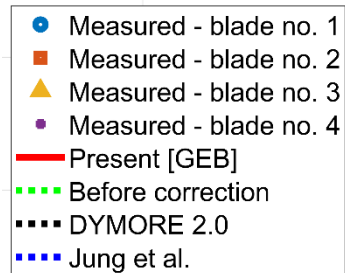 Measured - blade no. 1
Measured - blade no. 2
Measured - blade no. 3
Measured - blade no. 4
Present [GEB]
Before correction
DYMORE 2.0
Jung et al.